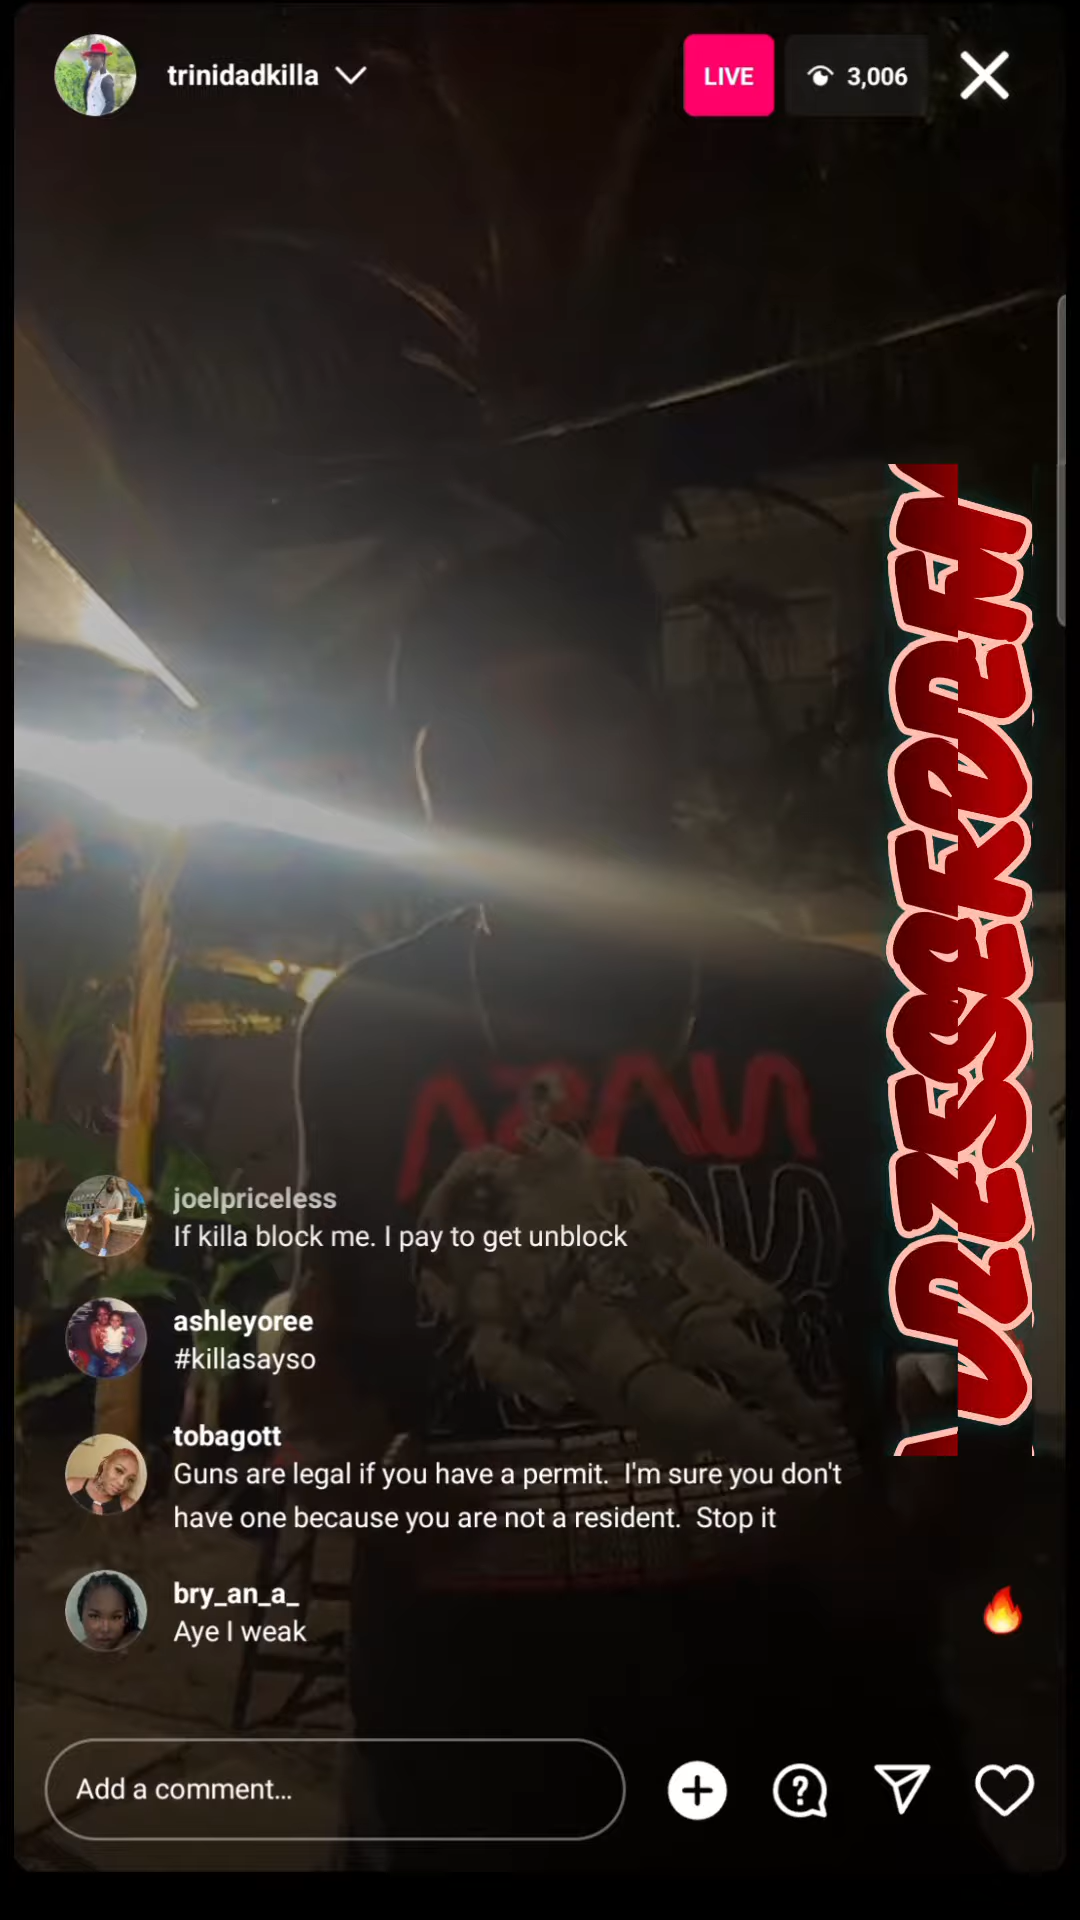 trinidadkilla
LIVE
3,006
joelpriceless
If killa block me. I pay to get unblock
ashleyoree
#killasayso
tobagott
Guns are legal if you have a permit.  I'm sure you don't
have one because you are not a resident.  Stop it
bry_an_a_
Aye I weak
Add a comment...